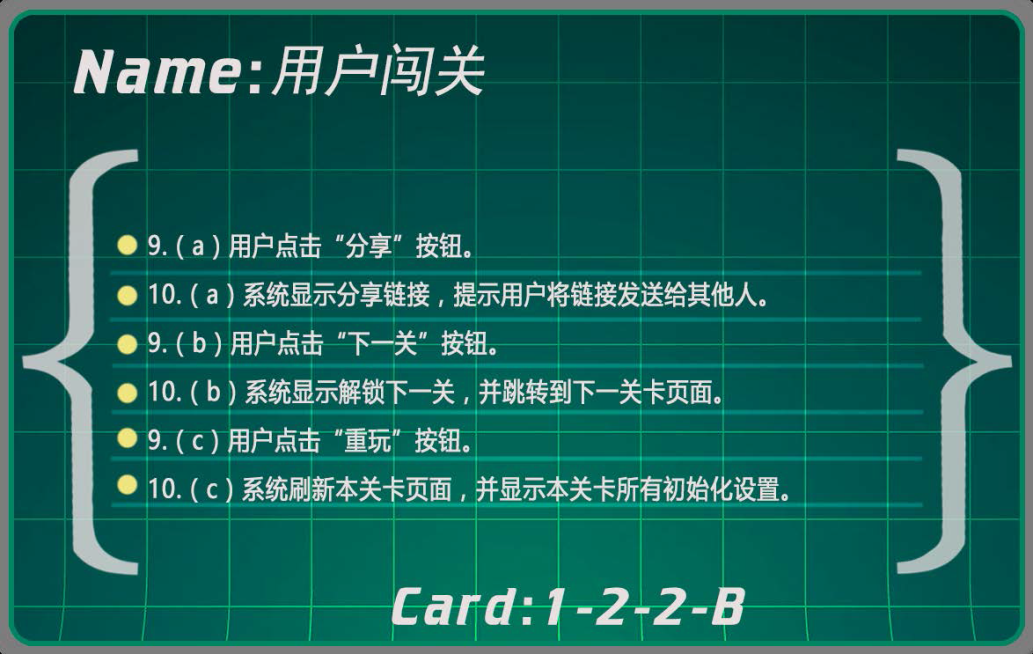 Name:用户闯关
9.(a)用户点击“分享”按钮。
10.(a)系统显示分享链接，提示用户将链接发送给其他人。
9.(b)用户点击“下一关”按钮。
10.(b)系统显示解锁下一关，并跳转到下一关卡页面。
9.(c)用户点击“重玩”按钮。
10.(c)系统刷新本关卡页面，并显示本关卡所有初始化设置。
Card:1-2-2-B